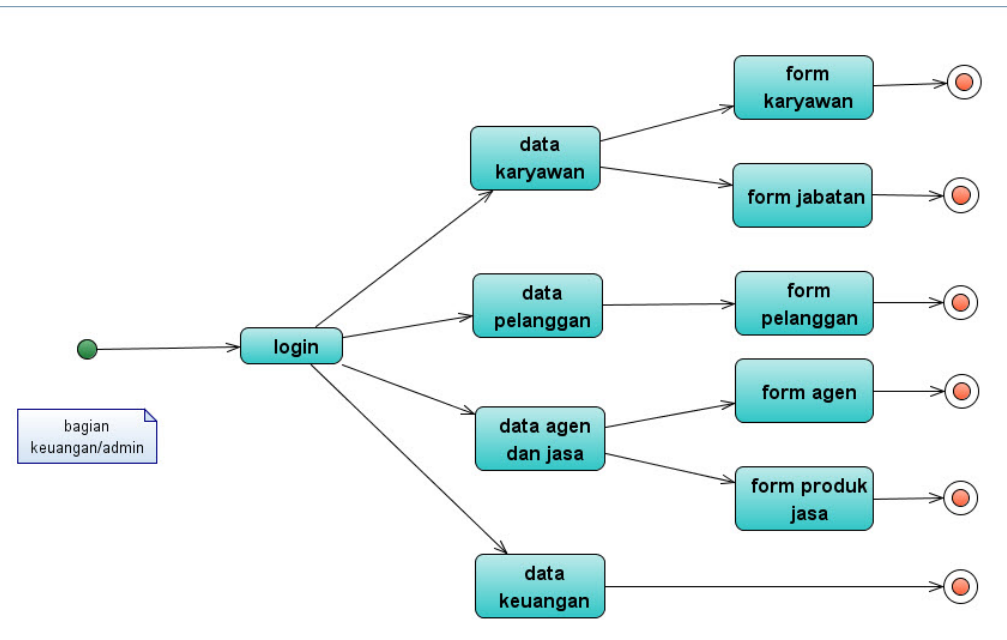 form
karyawan
data
karyawan
form jabatan
data
pelanggan
form
pelanggan
login
bagian
keuangan/admin
data agen
dan jasa
form agen
form produk
jasa
data
keuangan